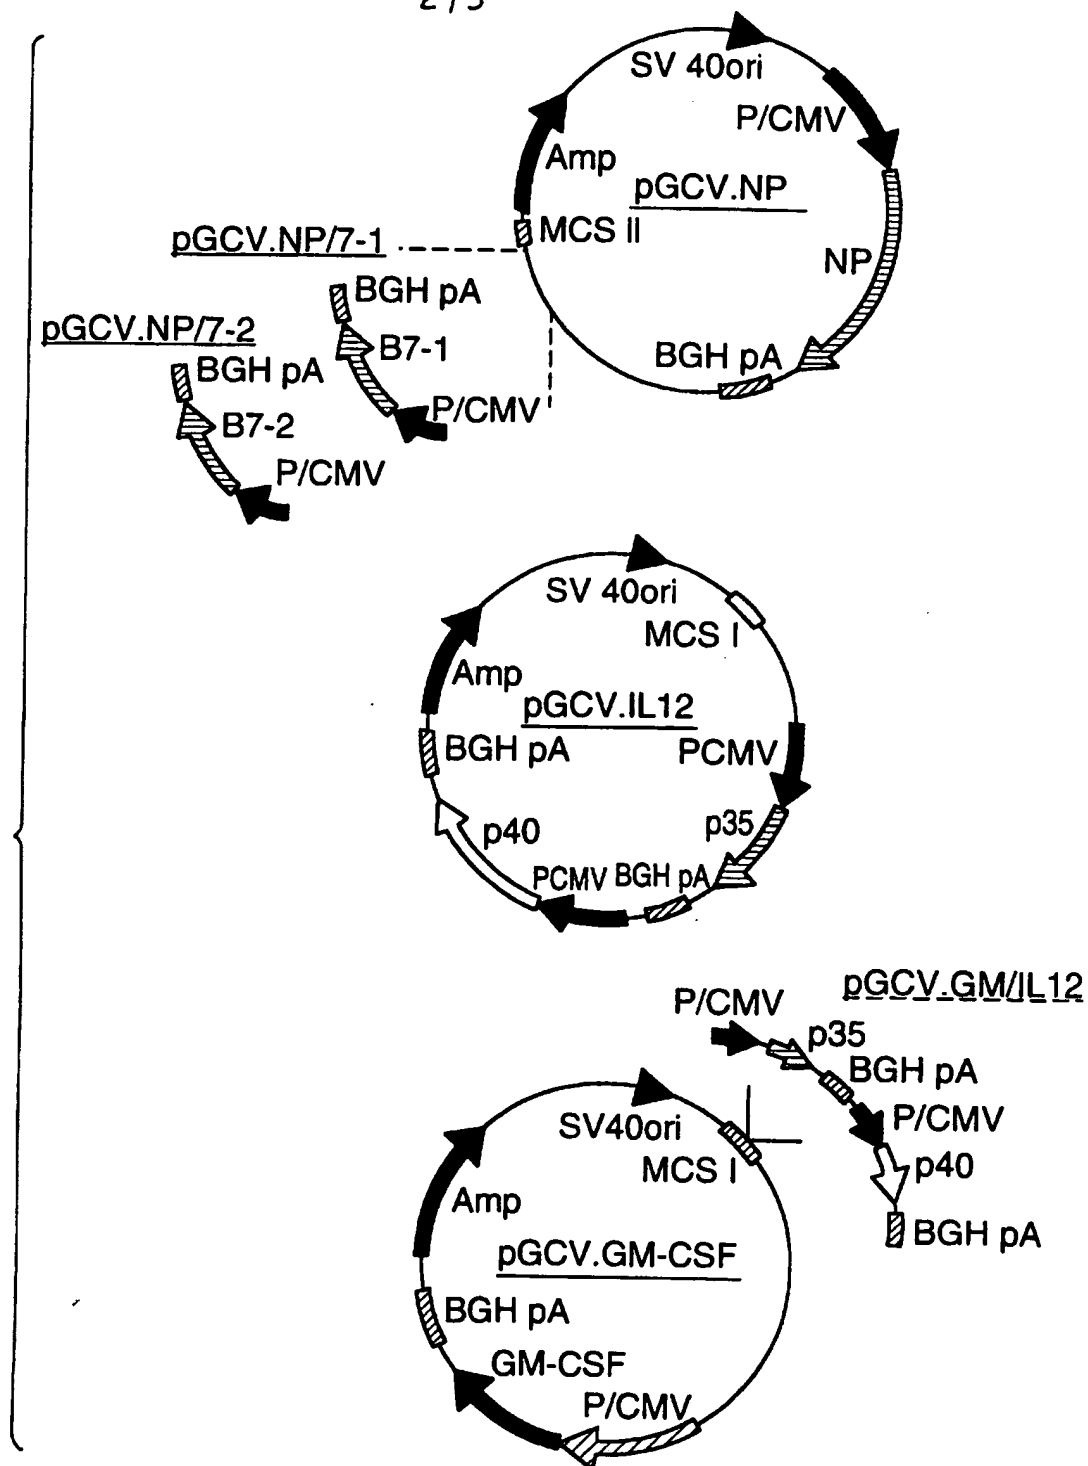 2/3
SV 40ori
P/CMV
Amp
pGCV.NP
MCS II
pGCV.NP/7-1
NP
BGH pA
pGCV.NP/7-2
B7-1
BGH pA
BGH pA
P/CMV
B7-2
P/CMV
SV 40ori
MCS I
Amp
pGCV.IL12
BGH pA
PCMV
p40
p35
PCMV
BGH pA
pGCV.GM/IL12
P/CMV
p35
BGH pA
P/CMV
p40
BGH pA
SV40ori
MCS I
Amp
pGCV.GM-CSF
BGH pA
GM-CSF
P/CMV